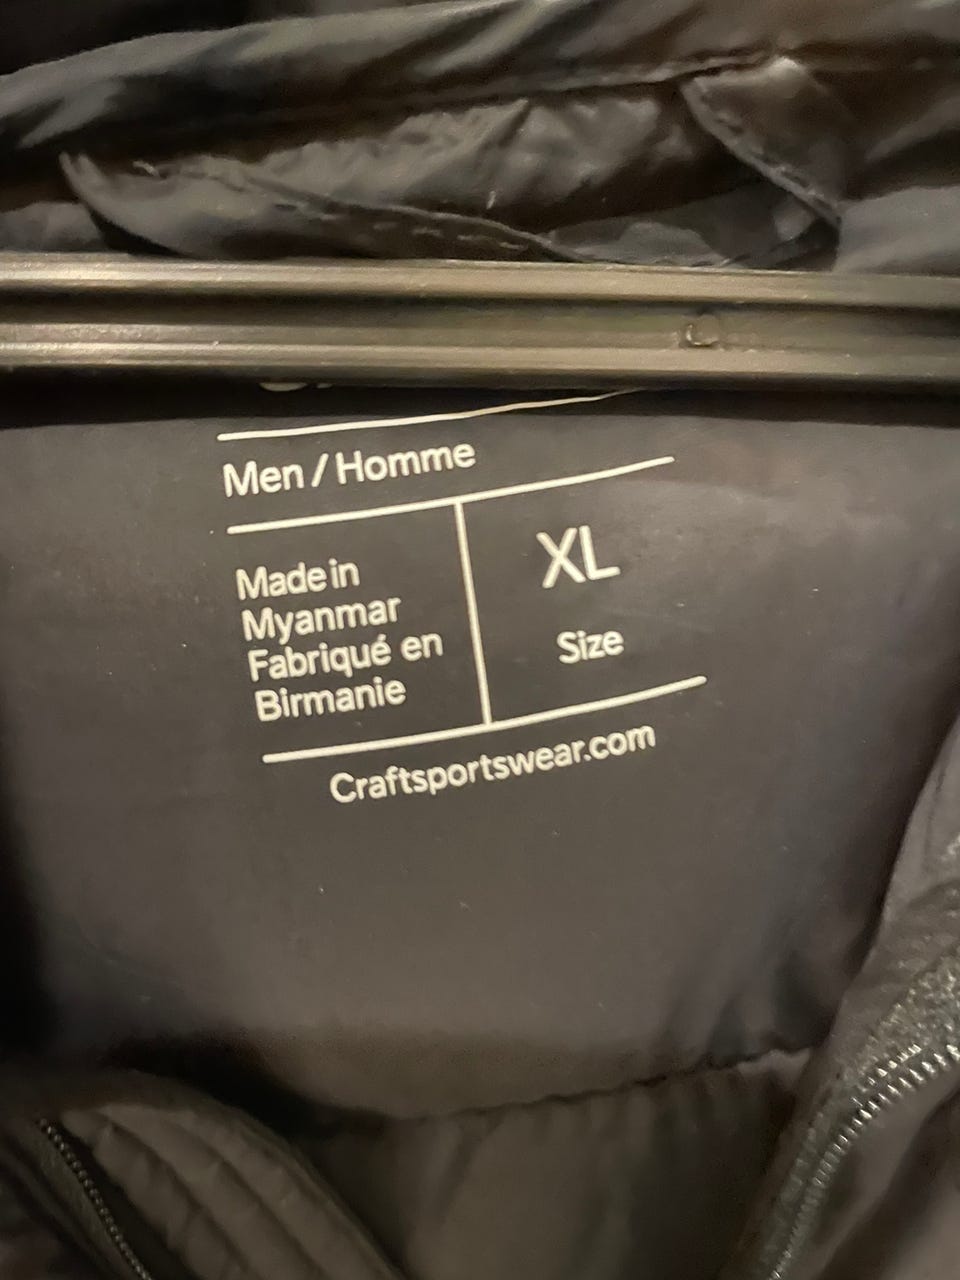 Men / Homme
Made in
Myanmar
Fabriqué en
Birmanie
XL
Size
Craftsportswear.com